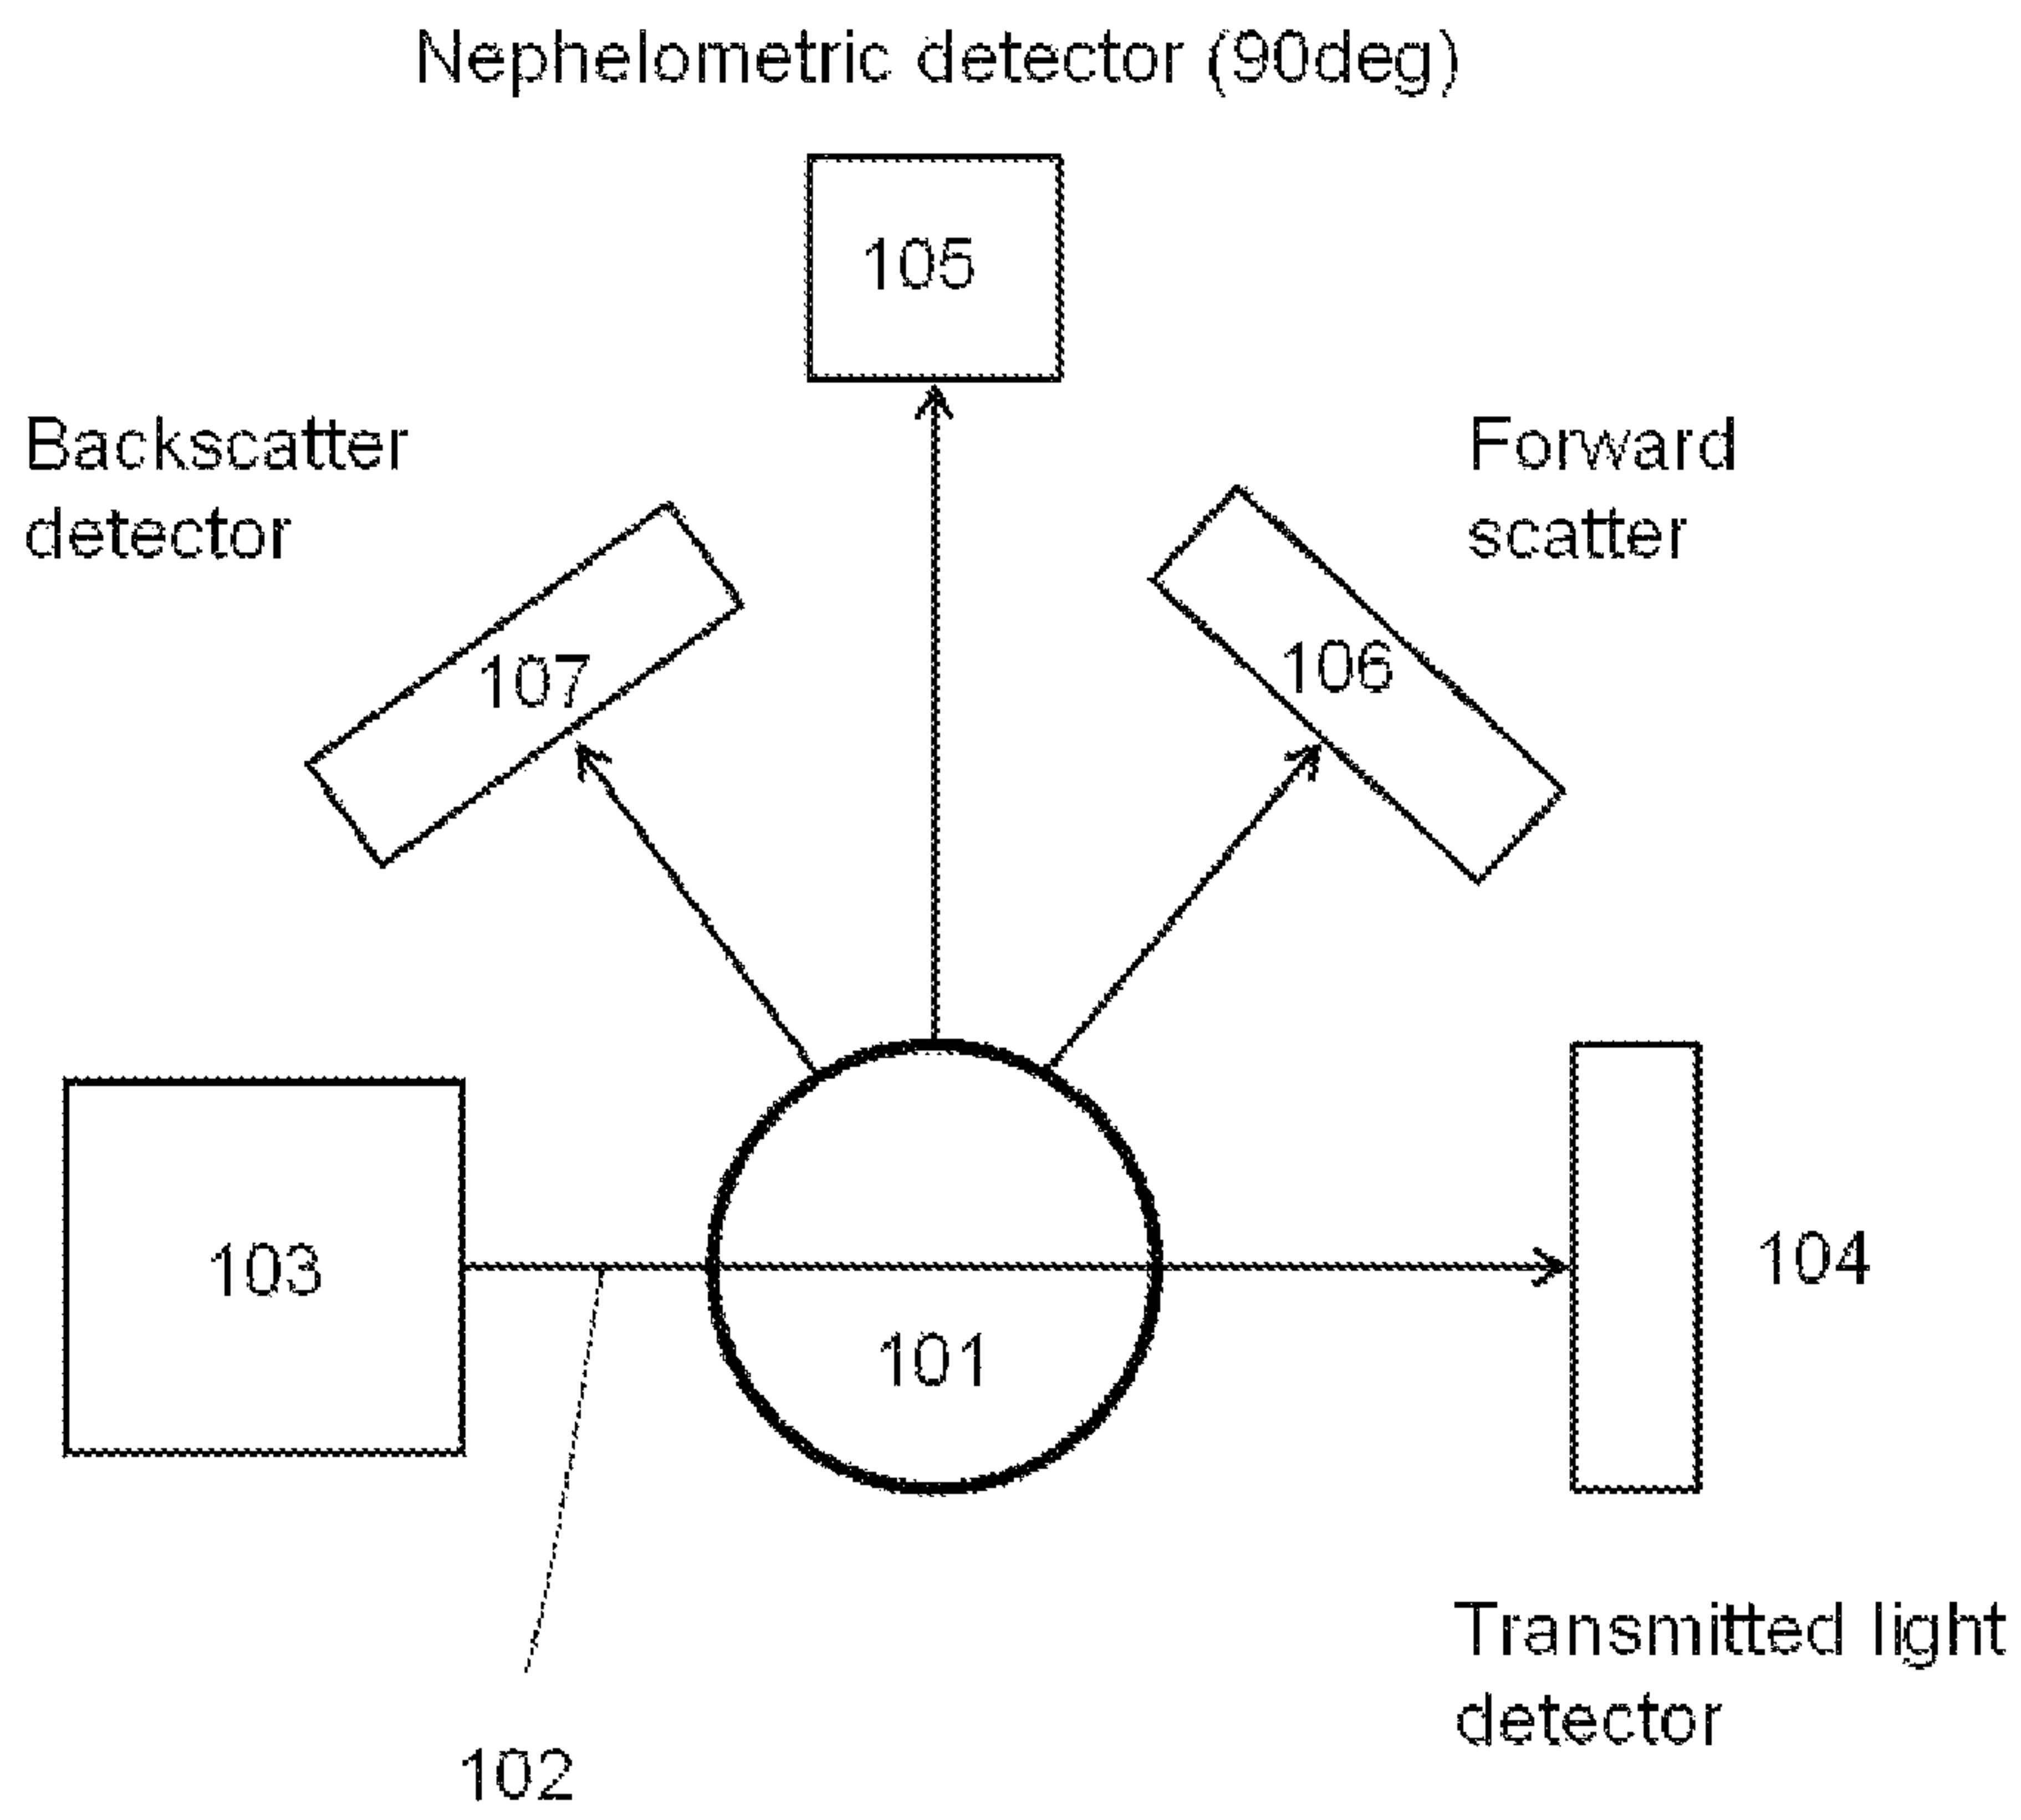 Nephelometric detector (90deg)
105
Backscatter
detector
Forward
scatter
107
106
103
101
104
Transmitted light
detector
102